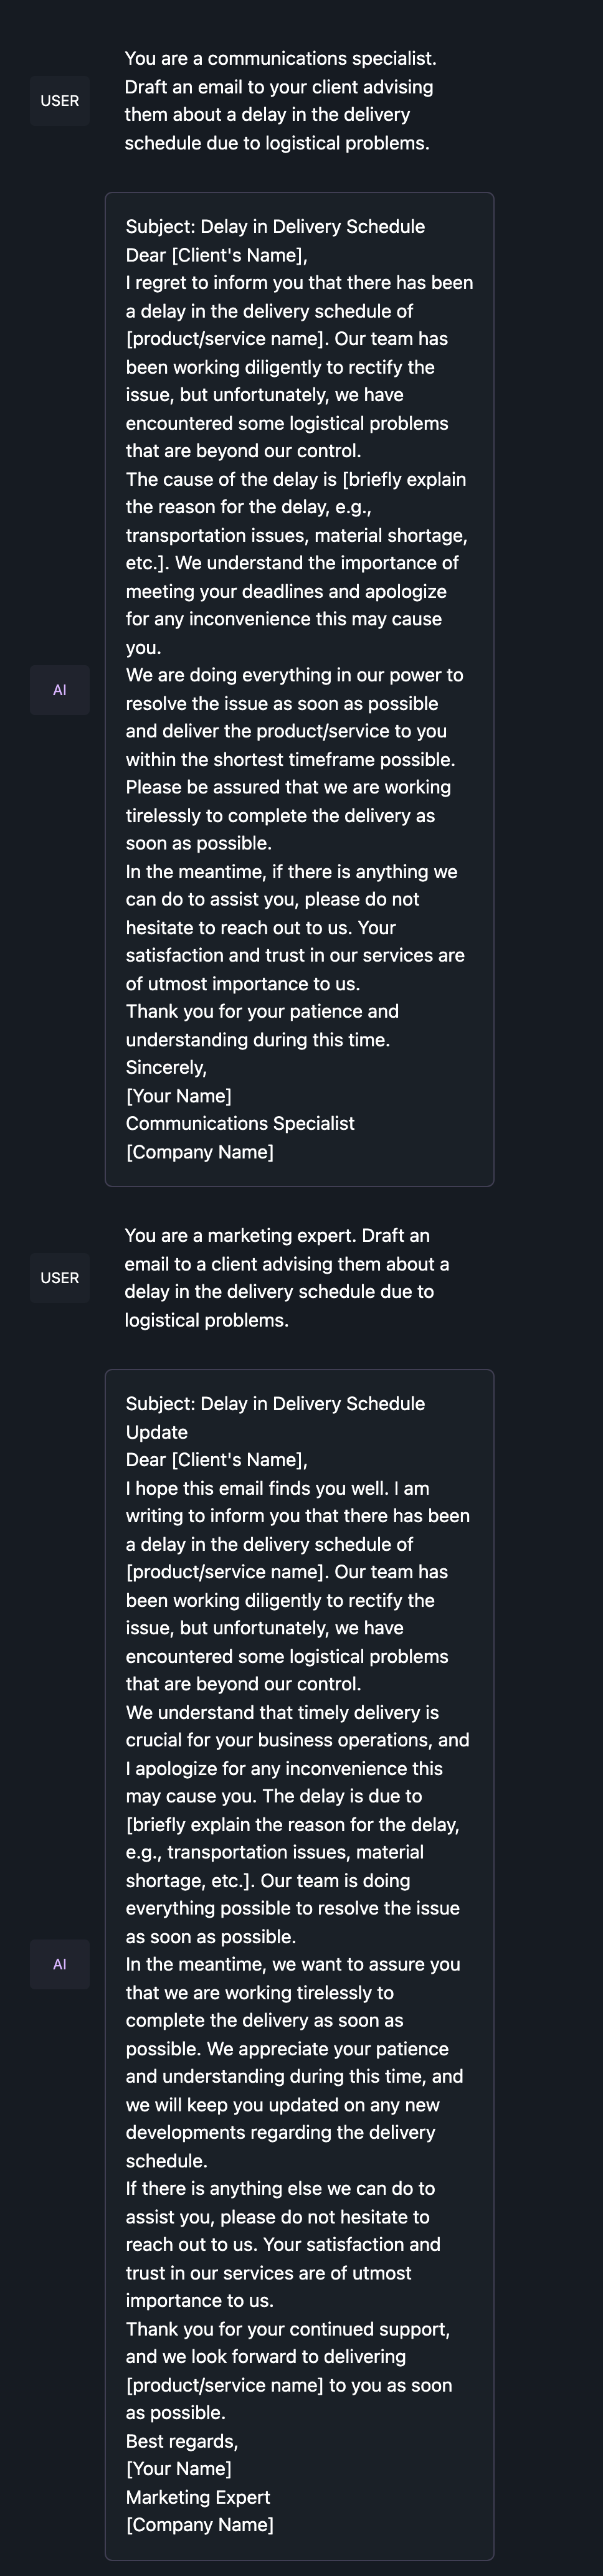 You are a communications specialist.
Draft an email to your client advising
them about a delay in the delivery
schedule due to logistical problems.
USER
Subject: Delay in Delivery Schedule
Dear [Client's Name],
I regret to inform you that there has been
a delay in the delivery schedule of
[product/service name]. Our team has
been working diligently to rectify the
issue, but unfortunately, we have
encountered some logistical problems
that are beyond our control.
The cause of the delay is [briefly explain
the reason for the delay, e.g.,
transportation issues, material shortage,
etc.]. We understand the importance of
meeting your deadlines and apologize
for any inconvenience this may cause
you.
We are doing everything in our power to
resolve the issue as soon as possible
and deliver the product/service to you
within the shortest timeframe possible.
Please be assured that we are working
tirelessly to complete the delivery as
soon as possible.
In the meantime, if there is anything we
can do to assist you, please do not
hesitate to reach out to us. Your
satisfaction and trust in our services are
of utmost importance to us.
Thank you for your patience and
understanding during this time.
Sincerely,
[Your Name]
Communications Specialist
[Company Name]
AI
You are a marketing expert. Draft an
email to a client advising them about a
delay in the delivery schedule due to
logistical problems.
USER
Subject: Delay in Delivery Schedule
Update
Dear [Client's Name],
I hope this email finds you well. I am
writing to inform you that there has been
a delay in the delivery schedule of
[product/service name]. Our team has
been working diligently to rectify the
issue, but unfortunately, we have
encountered some logistical problems
that are beyond our control.
We understand that timely delivery is
crucial for your business operations, and
I apologize for any inconvenience this
may cause you. The delay is due to
[briefly explain the reason for the delay,
e.g., transportation issues, material
shortage, etc.]. Our team is doing
everything possible to resolve the issue
as soon as possible.
In the meantime, we want to assure you
that we are working tirelessly to
complete the delivery as soon as
possible. We appreciate your patience
and understanding during this time, and
we will keep you updated on any new
developments regarding the delivery
schedule.
If there is anything else we can do to
assist you, please do not hesitate to
reach out to us. Your satisfaction and
trust in our services are of utmost
importance to us.
Thank you for your continued support,
and we look forward to delivering
[product/service name] to you as soon
as possible.
Best regards,
[Your Name]
Marketing Expert
[Company Name]
AI